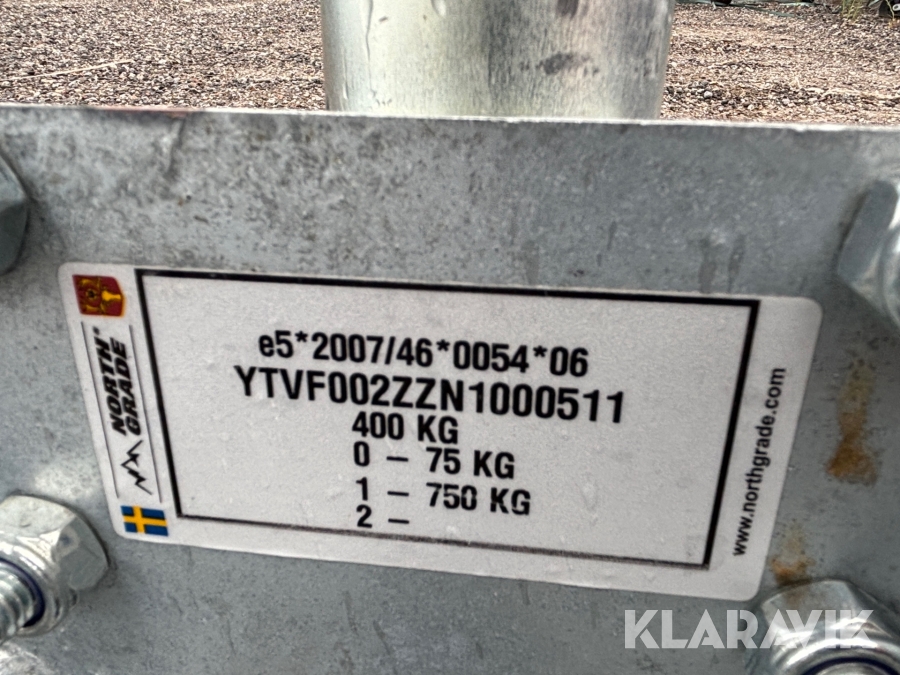 NORTH®
GRADE
e5*2007/46*0054*06
YTVF002ZZN1000511
400 KG
0 – 75 KG
1 – 750 KG
2 –
www.northgrade.com
KLARAVIK